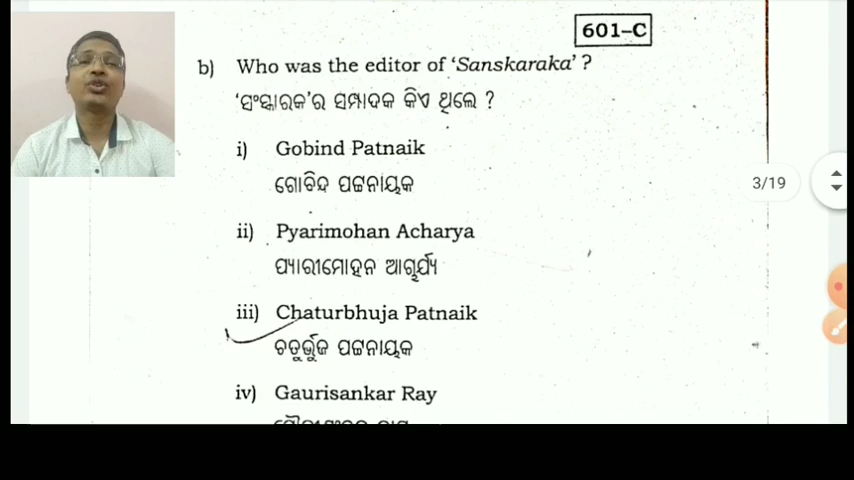 601–C
b) Who was the editor of ‘Sanskaraka’ ?
‘ସଂସ୍କାରକ’ର ସମ୍ପାଦକ କିଏ ଥିଲେ ?
i) Gobind Patnaik
ଗୋବିନ୍ଦ ପଟ୍ଟନାୟକ
3/19
ii) Pyarimohan Acharya
ପ୍ୟାରୀମୋହନ ଆଚାର୍ଯ୍ୟ
iii) Chaturbhuja Patnaik
ଚତୁର୍ଭୁଜ ପଟ୍ଟନାୟକ
iv) Gaurisankar Ray